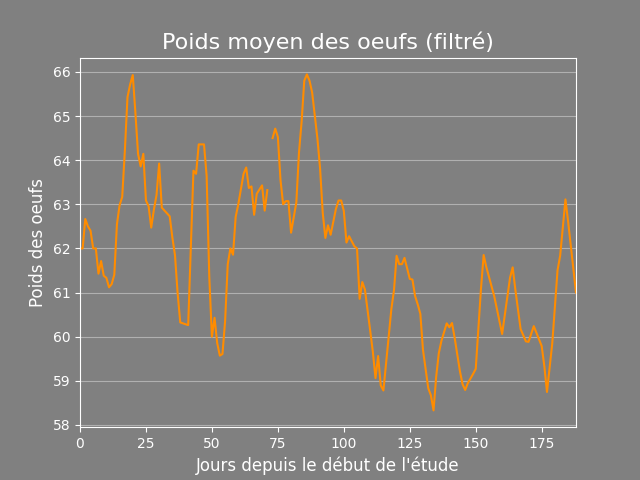 Poids moyen des oeufs (filtré)
Poids des oeufs
66
65
64
63
62
61
60
59
58
0 25 50 75 100 125 150 175
Jours depuis le début de l'étude